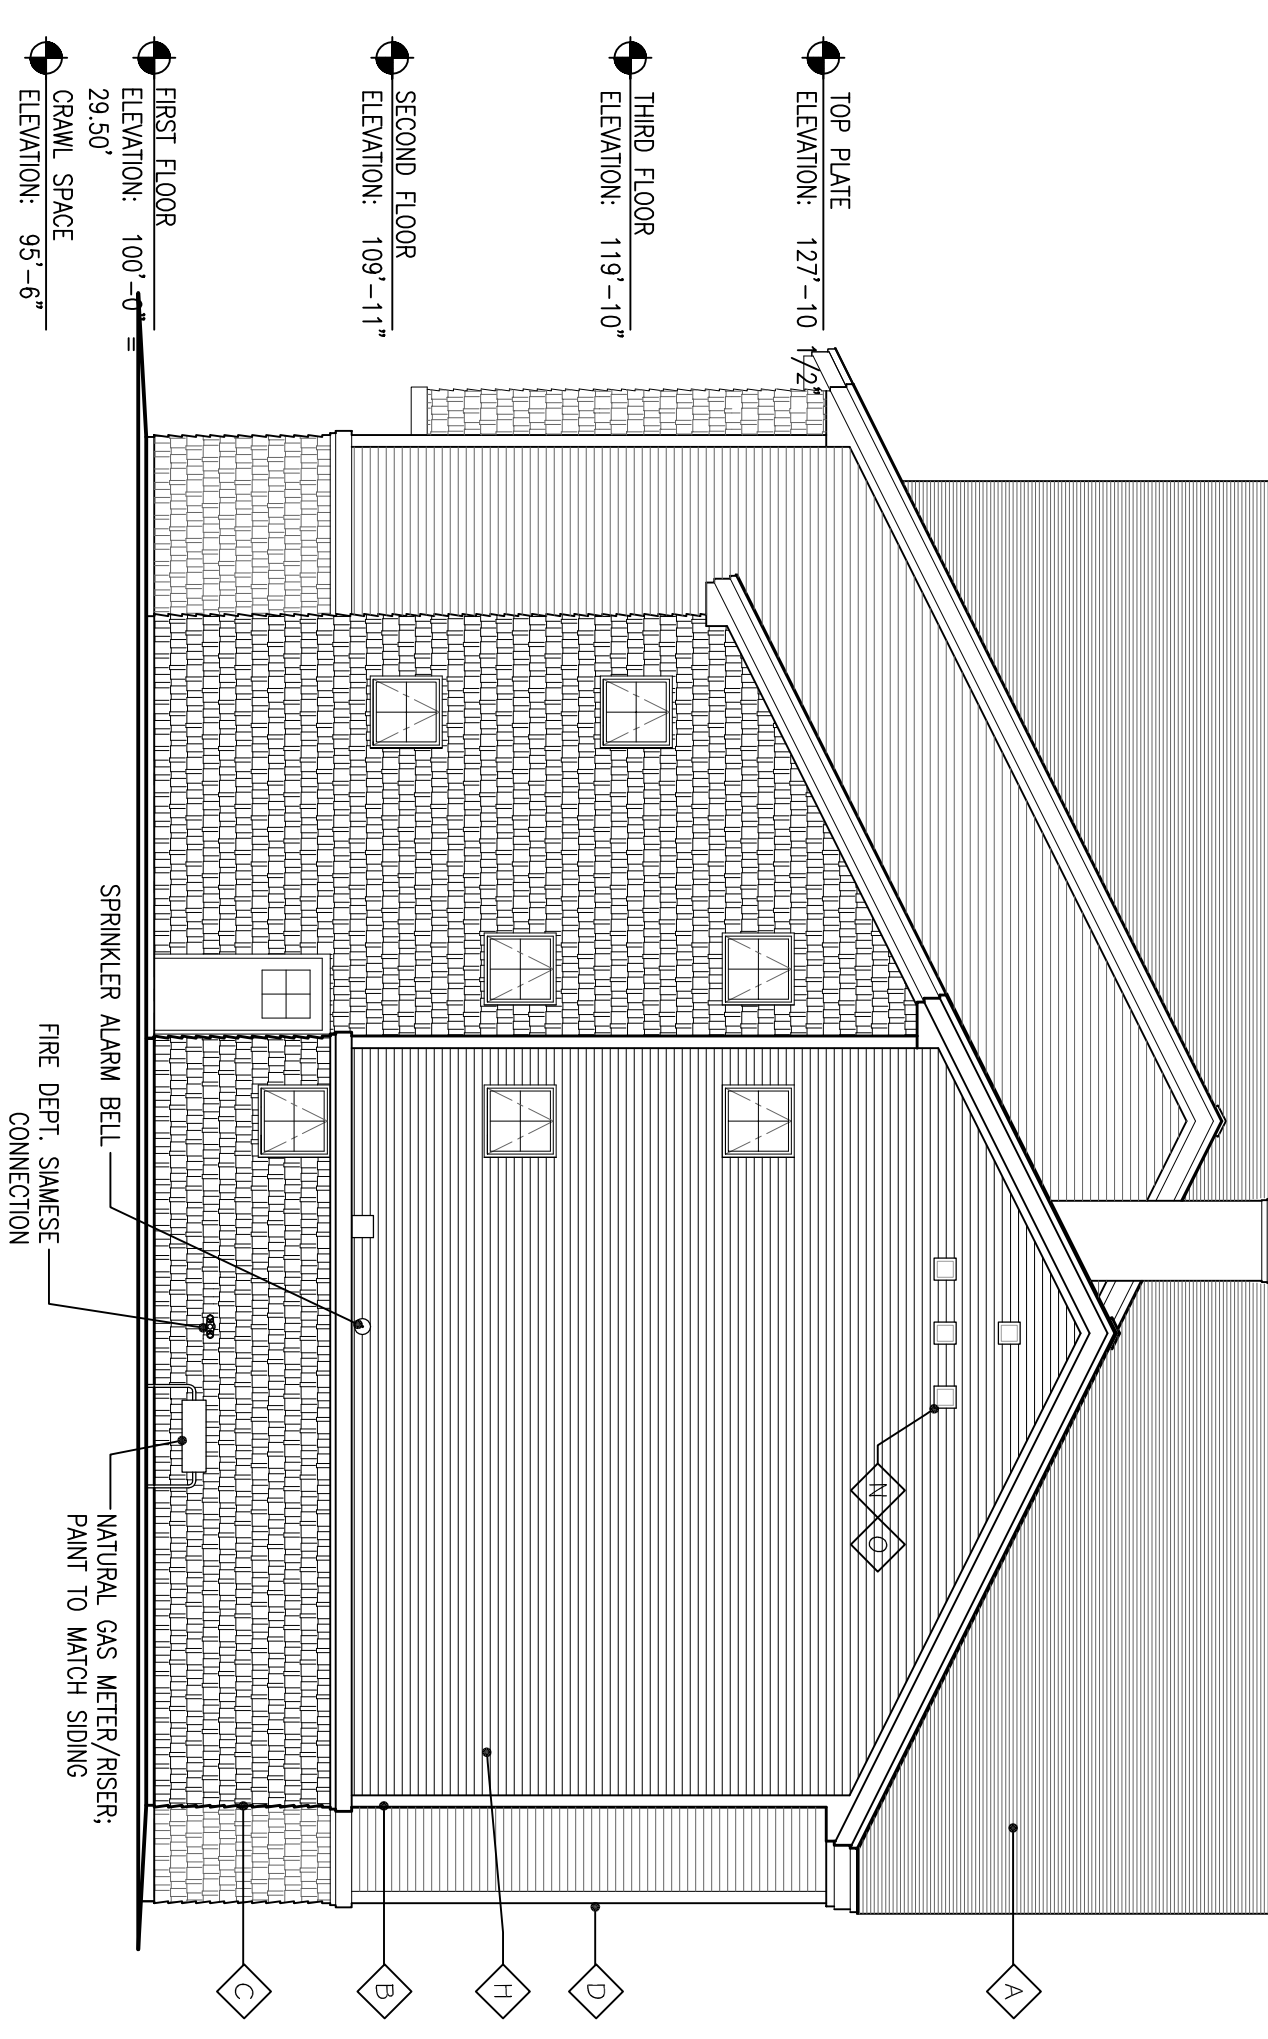 TOP PLATE
ELEVATION: 127'-10 1/2"
THIRD FLOOR
ELEVATION: 119'-10"
SECOND FLOOR
ELEVATION: 109'-11"
FIRST FLOOR
ELEVATION: 100'-0" =
29.50'
CRAWL SPACE
ELEVATION: 95'-6"
SPRINKLER ALARM BELL
FIRE DEPT. SIAMESE
CONNECTION
NATURAL GAS METER/RISER;
PAINT TO MATCH SIDING
N
O
A
D
H
B
C